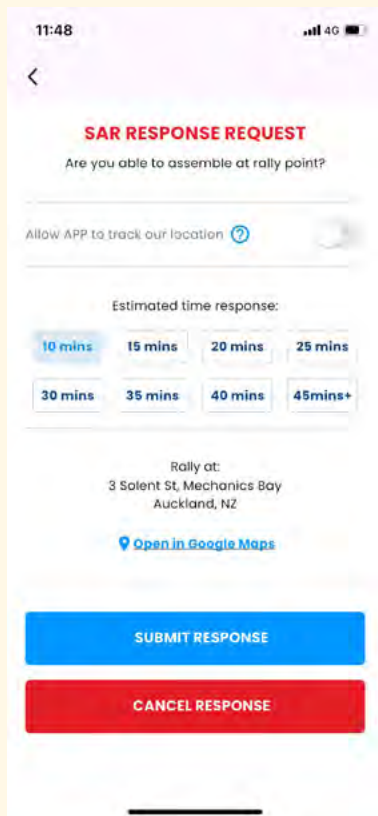 11:48
4G
SAR RESPONSE REQUEST
Are you able to assemble at rally point?
Allow APP to track our location ?
Estimated time response:
10 mins 15 mins 20 mins 25 mins
30 mins 35 mins 40 mins 45mins+
Rally at:
3 Solent St, Mechanics Bay
Auckland, NZ
Open in Google Maps
SUBMIT RESPONSE
CANCEL RESPONSE